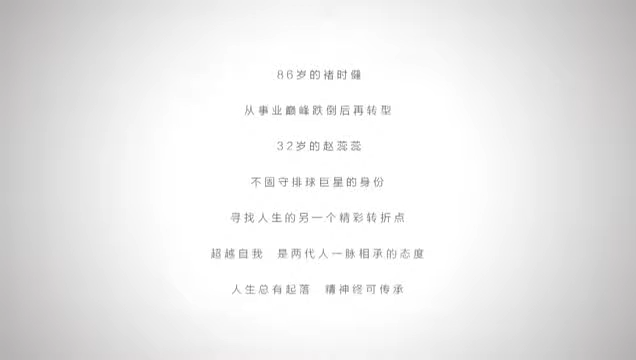 86岁的褚时健
从事业巅峰跌倒后再转型
32岁的赵蕊蕊
不固守排球巨星的身份
寻找人生的另一个精彩转折点
超越自我 是两代人一脉相承的态度
人生总有起落 精神终可传承